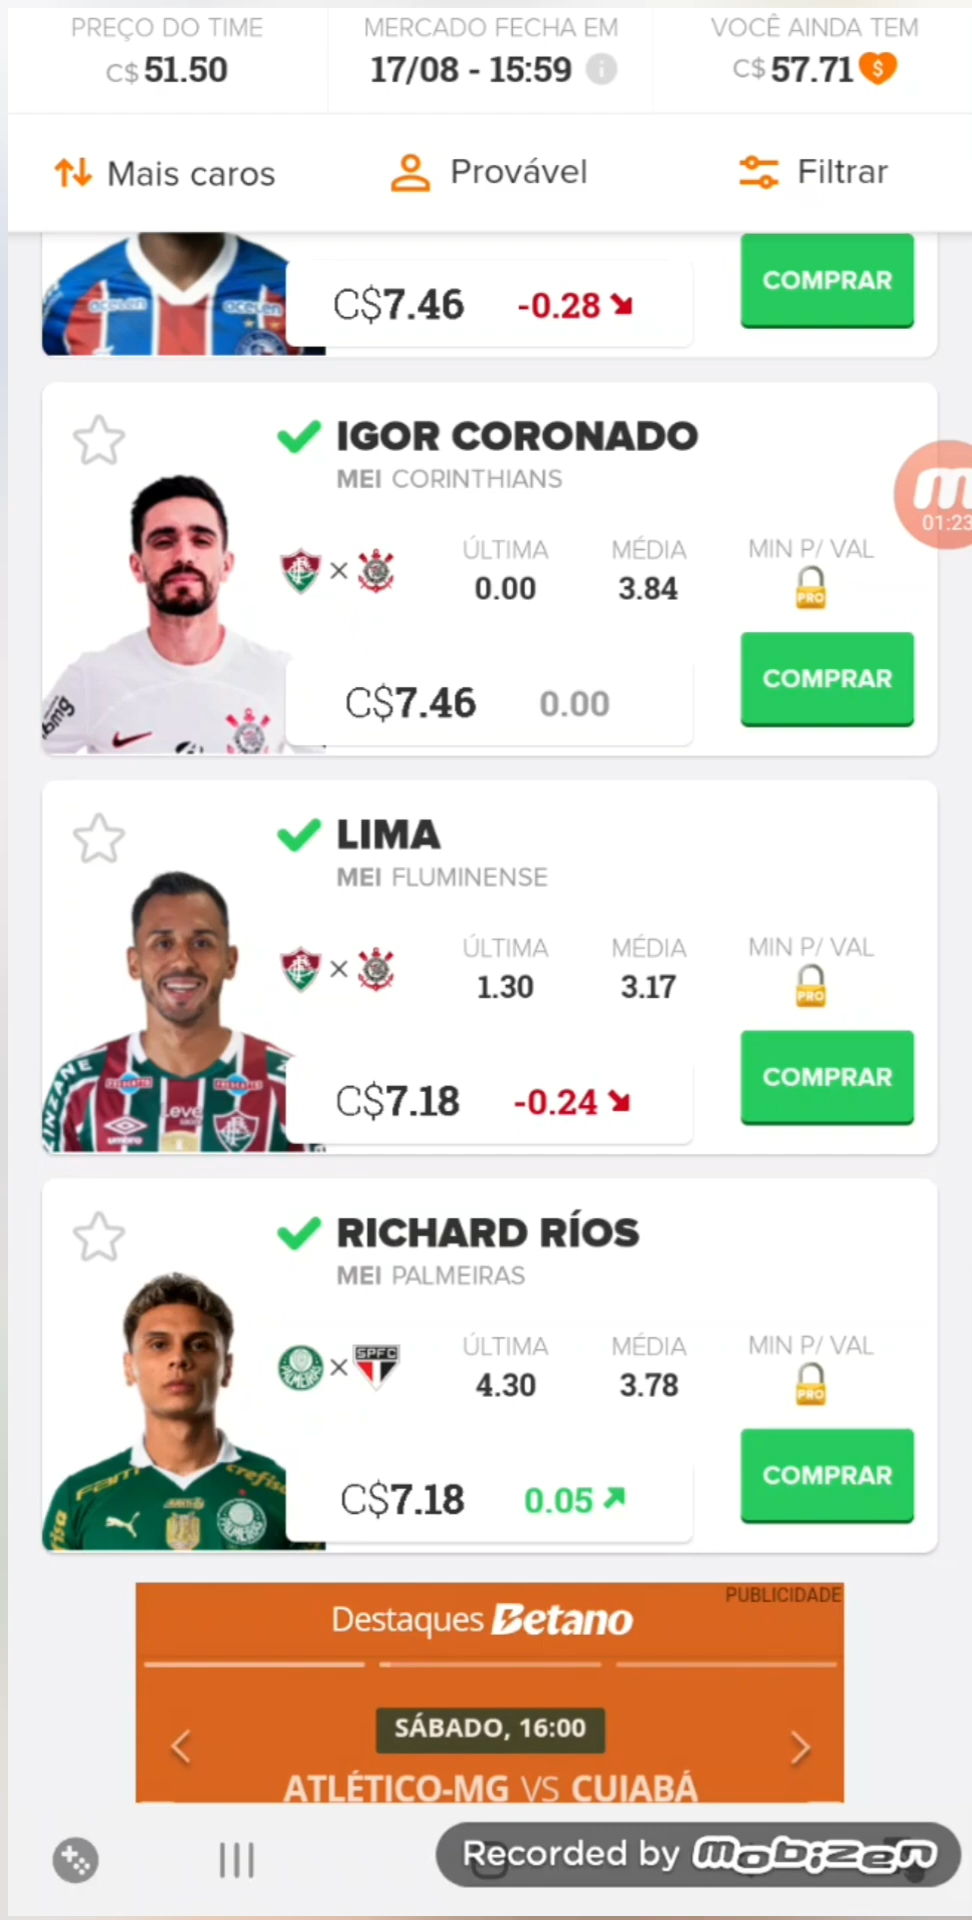 PREÇO DO TIME
C$ 51.50
MERCADO FECHA EM
17/08 - 15:59
VOCÊ AINDA TEM
C$ 57.71
Mais caros
Provável
Filtrar
C$7.46
-0.28
COMPRAR
IGOR CORONADO
MEI CORINTHIANS
ÚLTIMA
0.00
MÉDIA
3.84
MIN P/ VAL
PRO
01:23
C$7.46
0.00
COMPRAR
LIMA
MEI FLUMINENSE
ÚLTIMA
1.30
MÉDIA
3.17
MIN P/ VAL
PRO
C$7.18
-0.24
COMPRAR
RICHARD RÍOS
MEI PALMEIRAS
SPFC
ÚLTIMA
4.30
MÉDIA
3.78
MIN P/ VAL
PRO
C$7.18
0.05
COMPRAR
PUBLICIDADE
Destaques Betano
SÁBADO, 16:00
ATLÉTICO-MG VS CUIABÁ
Recorded by mobizen